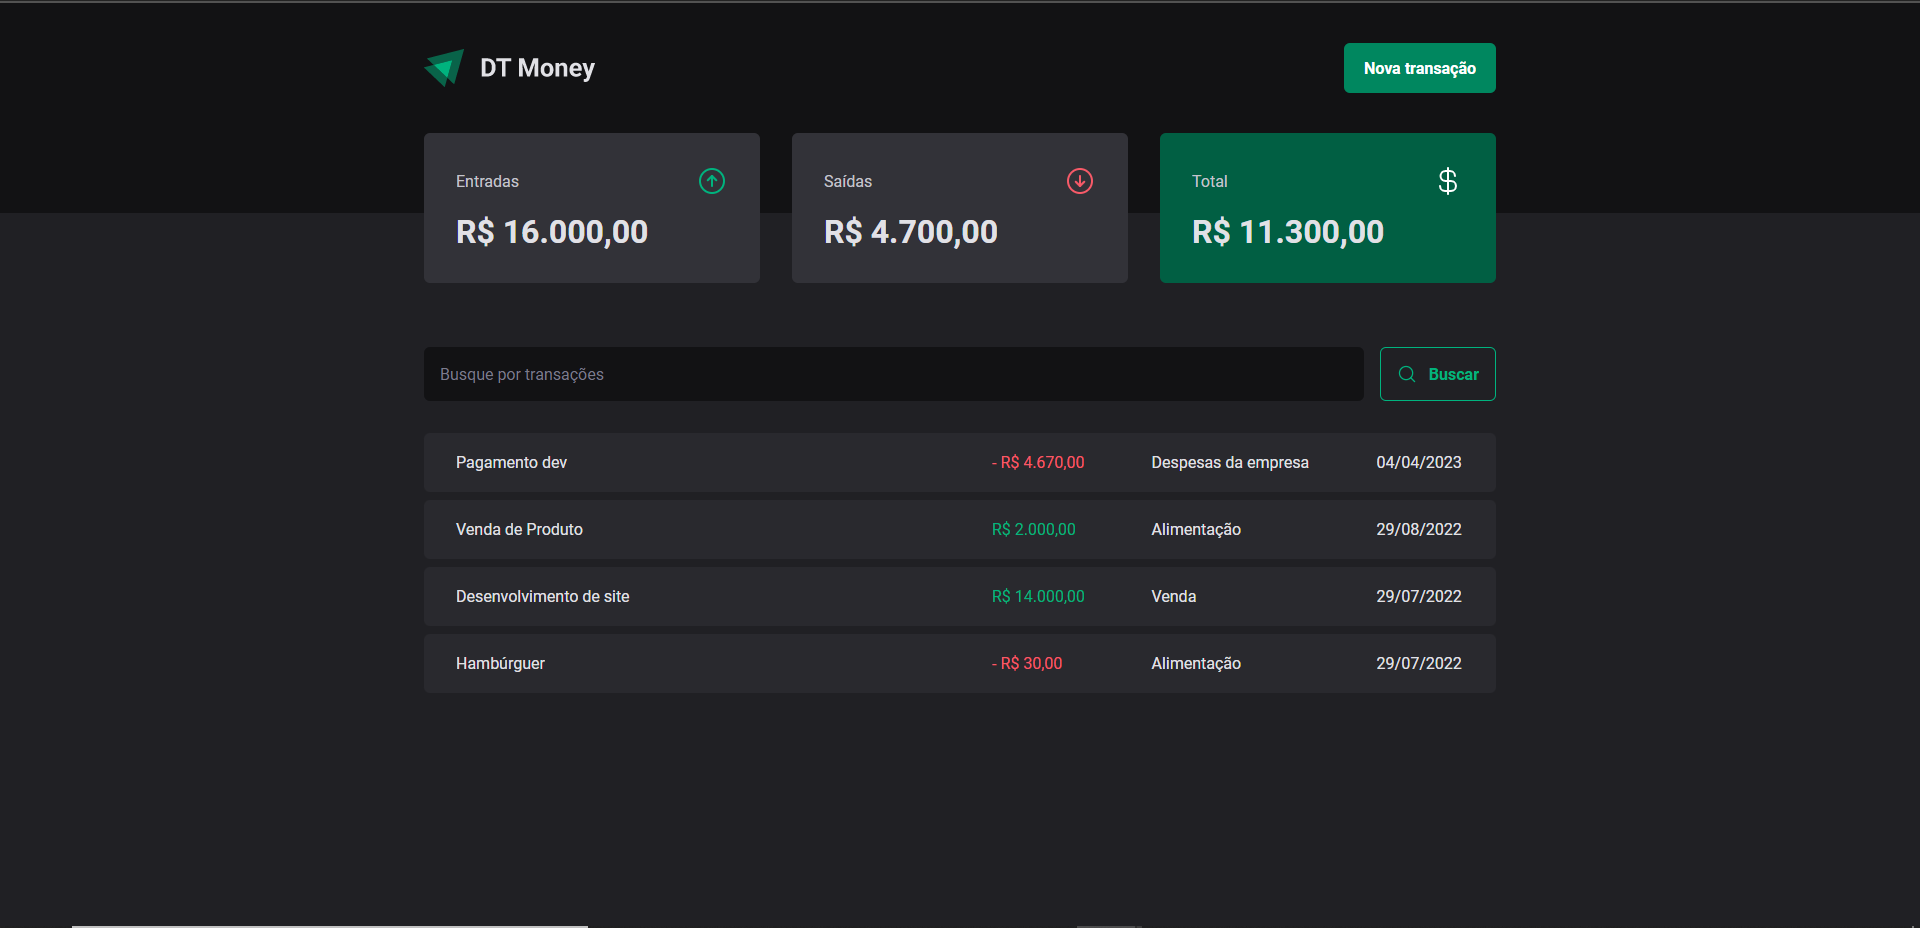 DT Money
Nova transação
Entradas
R$ 16.000,00
Saídas
R$ 4.700,00
Total
R$ 11.300,00
Busque por transações
Buscar
Pagamento dev - R$ 4.670,00 Despesas da empresa 04/04/2023
Venda de Produto R$ 2.000,00 Alimentação 29/08/2022
Desenvolvimento de site R$ 14.000,00 Venda 29/07/2022
Hambúrguer - R$ 30,00 Alimentação 29/07/2022